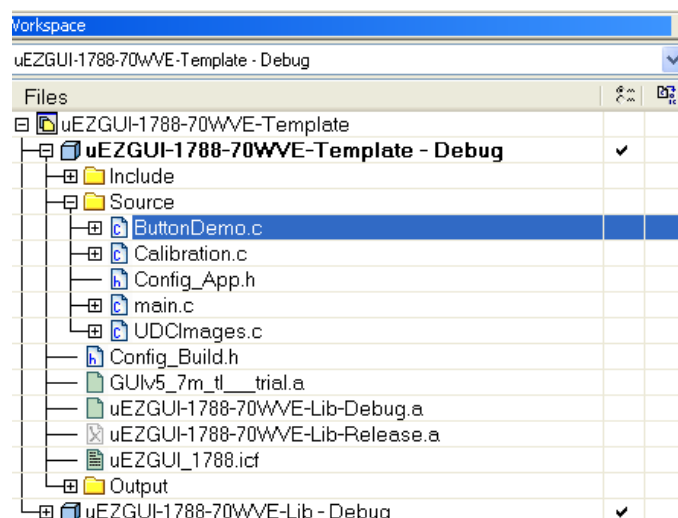 Workspace
uEZGUI-1788-70WVE-Template - Debug
Files
uEZGUI-1788-70WVE-Template
uEZGUI-1788-70WVE-Template - Debug
Include
Source
ButtonDemo.c
Calibration.c
Config_App.h
main.c
UDCImages.c
Config_Build.h
GUIv5_7m_tl___trial.a
uEZGUI-1788-70WVE-Lib-Debug.a
uEZGUI-1788-70WVE-Lib-Release.a
uEZGUI_1788.icf
Output
uEZGUI-1788-70WVE-Lib - Debug